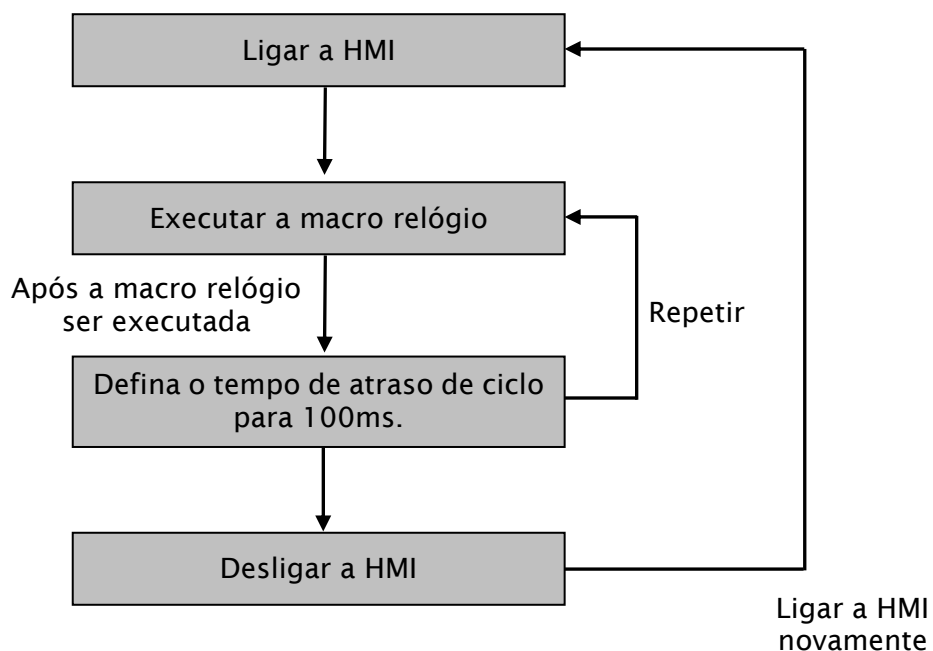 Ligar a HMI
Executar a macro relógio
Após a macro relógio
ser executada
Repetir
Defina o tempo de atraso de ciclo
para 100ms.
Desligar a HMI
Ligar a HMI
novamente